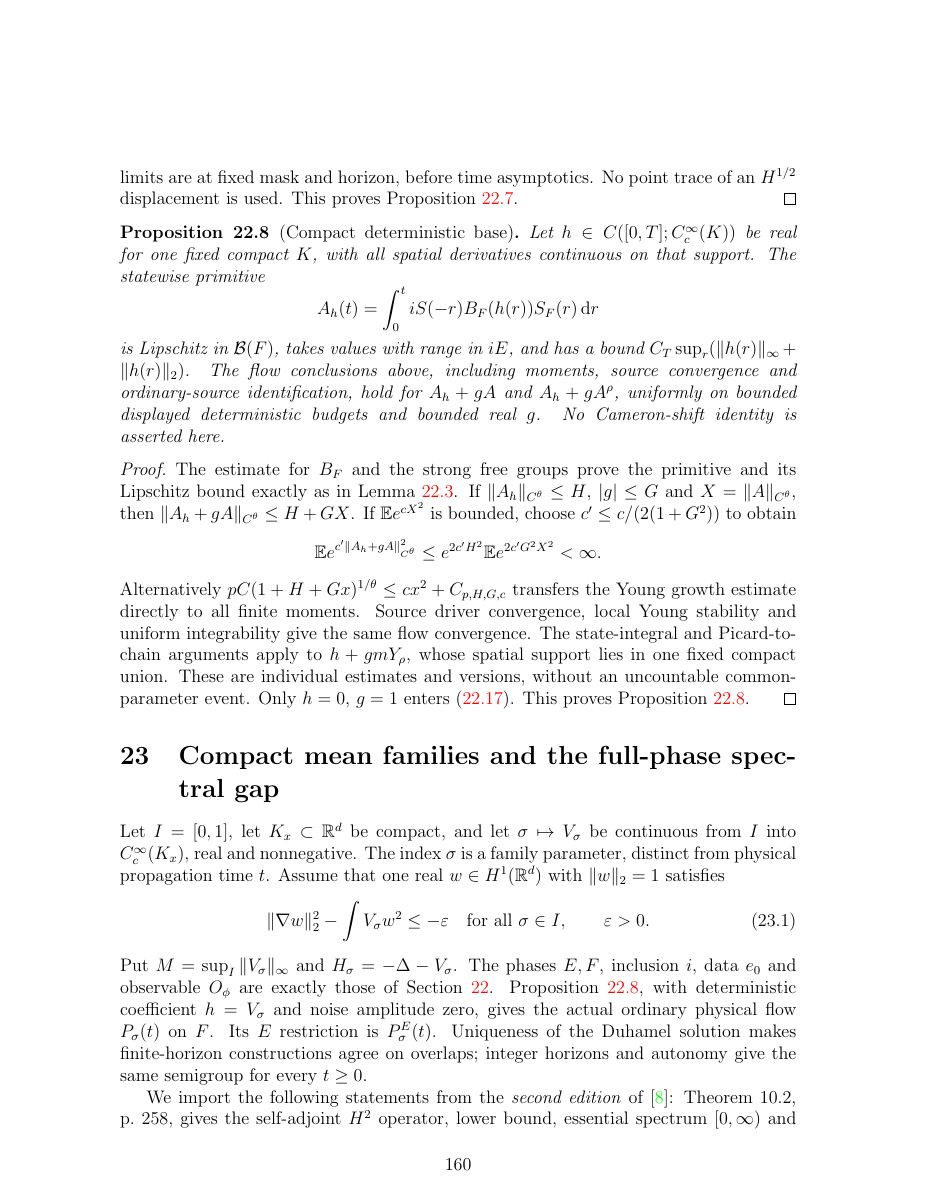 limits are at fixed mask and horizon, before time asymptotics. No point trace of an H^{1/2}
displacement is used. This proves Proposition 22.7. □
Proposition 22.8 (Compact deterministic base). Let h ∈ C([0, T]; C_c^∞(K)) be real
for one fixed compact K, with all spatial derivatives continuous on that support. The
statewise primitive
A_h(t) = ∫_0^t iS(−r)B_F(h(r))S_F(r) dr
is Lipschitz in B(F), takes values with range in iE, and has a bound C_T sup_r(‖h(r)‖_∞ +
‖h(r)‖_2). The flow conclusions above, including moments, source convergence and
ordinary-source identification, hold for A_h + gA and A_h + gA^ρ, uniformly on bounded
displayed deterministic budgets and bounded real g. No Cameron-shift identity is
asserted here.
Proof. The estimate for B_F and the strong free groups prove the primitive and its
Lipschitz bound exactly as in Lemma 22.3. If ‖A_h‖_{C^θ} ≤ H, |g| ≤ G and X = ‖A‖_{C^θ},
then ‖A_h + gA‖_{C^θ} ≤ H + GX. If 𝔼e^{cX^2} is bounded, choose c′ ≤ c/(2(1 + G^2)) to obtain
𝔼e^{c′‖A_h+gA‖^2_{C^θ}} ≤ e^{2c′H^2}𝔼e^{2c′G^2X^2} < ∞.
Alternatively pC(1 + H + Gx)^{1/θ} ≤ cx^2 + C_{p,H,G,c} transfers the Young growth estimate
directly to all finite moments. Source driver convergence, local Young stability and
uniform integrability give the same flow convergence. The state-integral and Picard-to-
chain arguments apply to h + gmY_ρ, whose spatial support lies in one fixed compact
union. These are individual estimates and versions, without an uncountable common-
parameter event. Only h = 0, g = 1 enters (22.17). This proves Proposition 22.8. □
23 Compact mean families and the full-phase spec-
tral gap
Let I = [0, 1], let K_x ⊂ ℝ^d be compact, and let σ ↦ V_σ be continuous from I into
C_c^∞(K_x), real and nonnegative. The index σ is a family parameter, distinct from physical
propagation time t. Assume that one real w ∈ H^1(ℝ^d) with ‖w‖_2 = 1 satisfies
‖∇w‖_2^2 − ∫ V_σw^2 ≤ −ε for all σ ∈ I, ε > 0. (23.1)
Put M = sup_I ‖V_σ‖_∞ and H_σ = −Δ − V_σ. The phases E, F, inclusion i, data e_0 and
observable O_ϕ are exactly those of Section 22. Proposition 22.8, with deterministic
coefficient h = V_σ and noise amplitude zero, gives the actual ordinary physical flow
P_σ(t) on F. Its E restriction is P_σ^E(t). Uniqueness of the Duhamel solution makes
finite-horizon constructions agree on overlaps; integer horizons and autonomy give the
same semigroup for every t ≥ 0.
We import the following statements from the second edition of [8]: Theorem 10.2,
p. 258, gives the self-adjoint H^2 operator, lower bound, essential spectrum [0, ∞) and
160